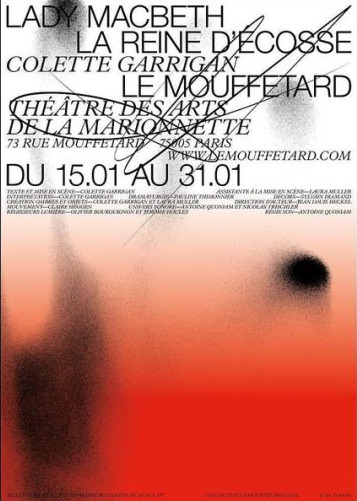 LADY MACBETH
LA REINE D'ÉCOSSE
COLETTE GARRIGAN
LE MOUFFETARD
THÉÂTRE DES ARTS
DE LA MARIONNETTE
73 RUE MOUFFETARD 75005 PARIS
WWW.LEMOUFFETARD.COM
DU 15.01 AU 31.01
TEXTE ET MISE EN SCÈNE—COLETTE GARRIGAN ASSISTANTE À LA MISE EN SCÈNE—LAURA MULLER
INTERPRÉTATION—COLETTE GARRIGAN DRAMATURGES—PAULINE THIMONNIER DÉCORS—SYLVAIN DIAMAND
CRÉATION OMBRES ET OBJETS—COLETTE GARRIGAN ET LAURA MULLER DIRECTION D'ACTEUR—JEAN LOUIS HECKEL
MOUVEMENT—CLAIRE HEGGEN UNIVERS SONORE—ANTOINE QUONIAM ET NICOLAS TRISCHLER
RÉGISSEURS LUMIÈRE—OLIVIER BOURGUIGNON ET JÉRÔME HOULÈS RÉGIE SON—ANTOINE QUONIAM